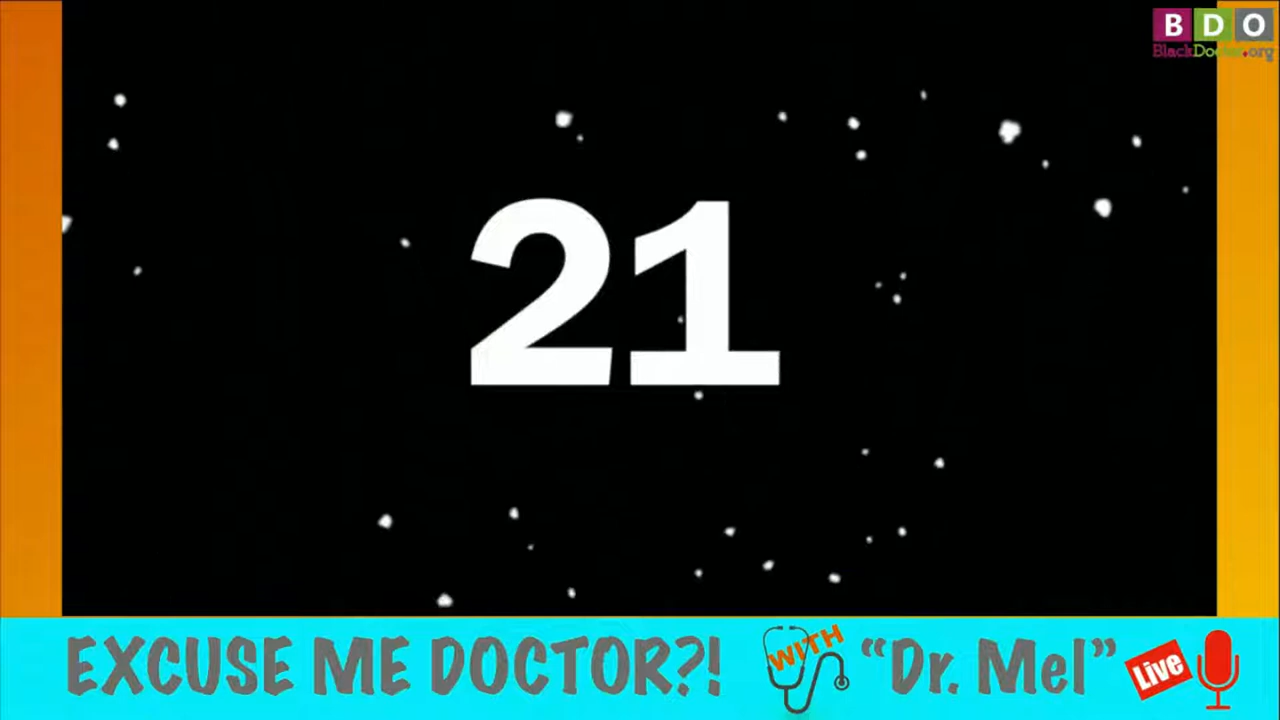 B D O
BlackDoctor.org
21
EXCUSE ME DOCTOR?! WITH “Dr. Mel” Live